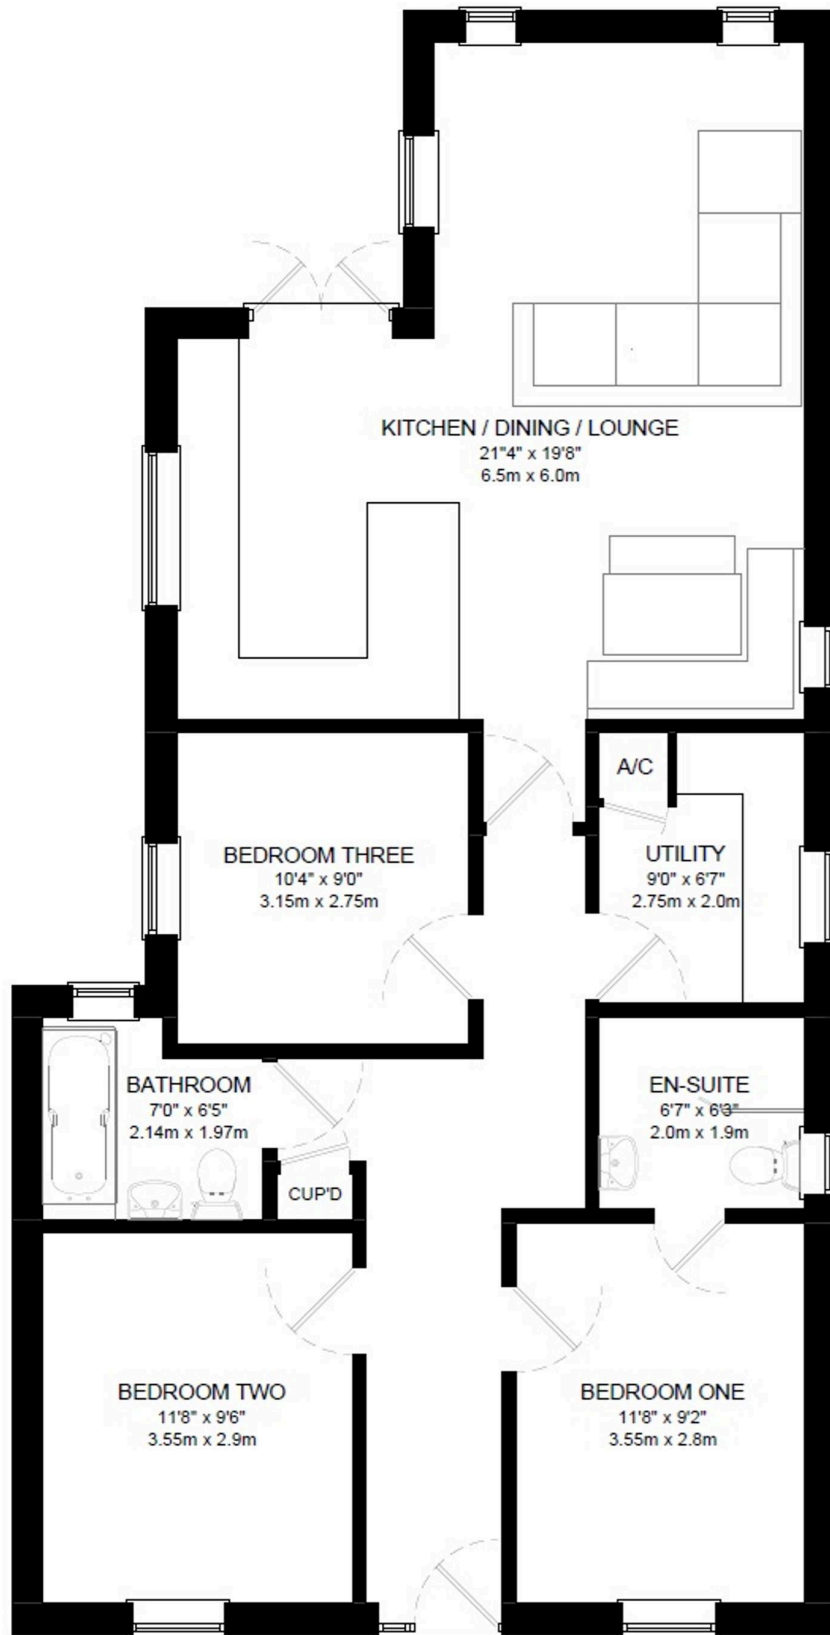 KITCHEN / DINING / LOUNGE
21'4" x 19'8"
6.5m x 6.0m
A/C
BEDROOM THREE
10'4" x 9'0"
3.15m x 2.75m
UTILITY
9'0" x 6'7"
2.75m x 2.0m
BATHROOM
7'0" x 6'5"
2.14m x 1.97m
EN-SUITE
6'7" x 6'3"
2.0m x 1.9m
CUP'D
BEDROOM TWO
11'8" x 9'6"
3.55m x 2.9m
BEDROOM ONE
11'8" x 9'2"
3.55m x 2.8m